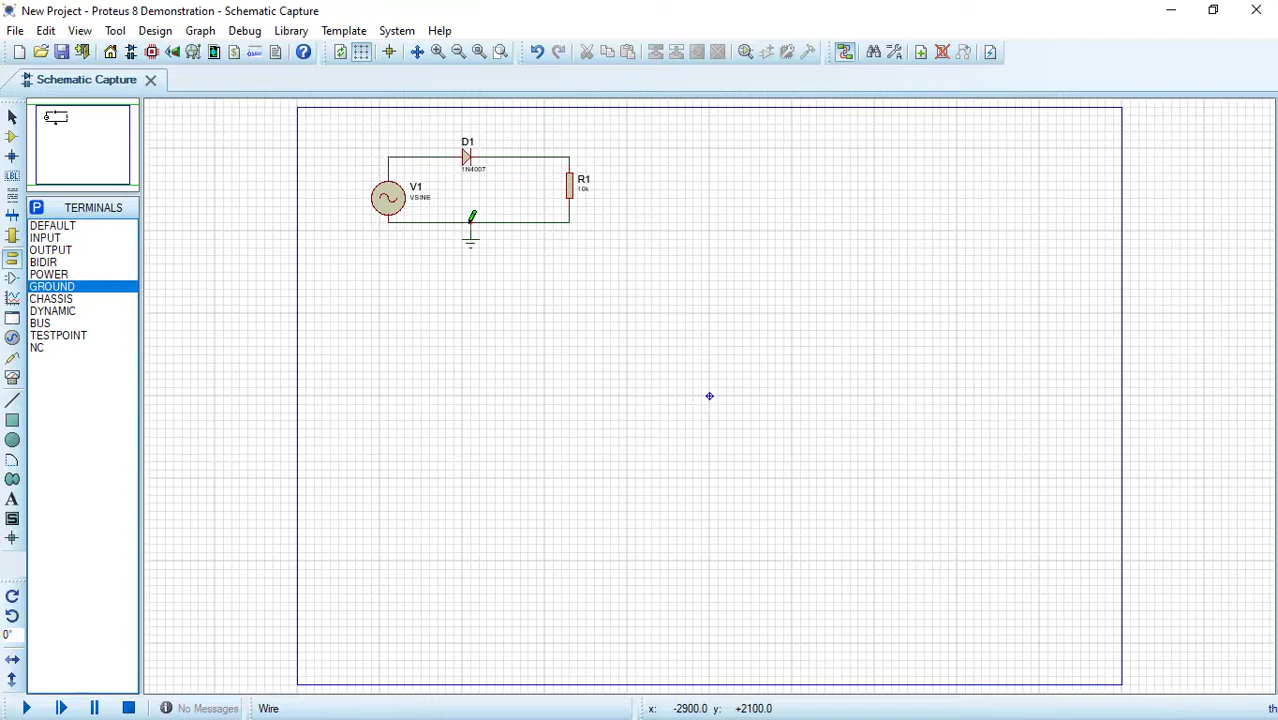 New Project - Proteus 8 Demonstration - Schematic Capture
File Edit View Tool Design Graph Debug Library Template System Help
Schematic Capture
D1
1N4007
V1
VSINE
R1
10k
LBL
P TERMINALS
DEFAULT
INPUT
OUTPUT
BIDIR
POWER
GROUND
CHASSIS
DYNAMIC
BUS
TESTPOINT
NC
A
S
0°
No Messages Wire x: -2900.0 y: +2100.0 th